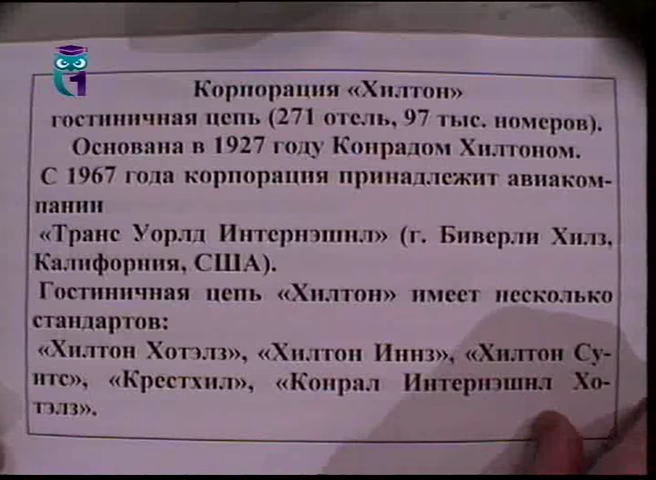 1
Корпорация «Хилтон»
гостиничная цепь (271 отель, 97 тыс. номеров).
Основана в 1927 году Конрадом Хилтоном.
С 1967 года корпорация принадлежит авиаком-
пании
«Транс Уорлд Интернэшнл» (г. Биверли Хилз,
Калифорния, США).
Гостиничная цепь «Хилтон» имеет несколько
стандартов:
«Хилтон Хотэлз», «Хилтон Иннз», «Хилтон Су-
итс», «Крестхил», «Конрал Интернэшнл Хо-
тэлз».